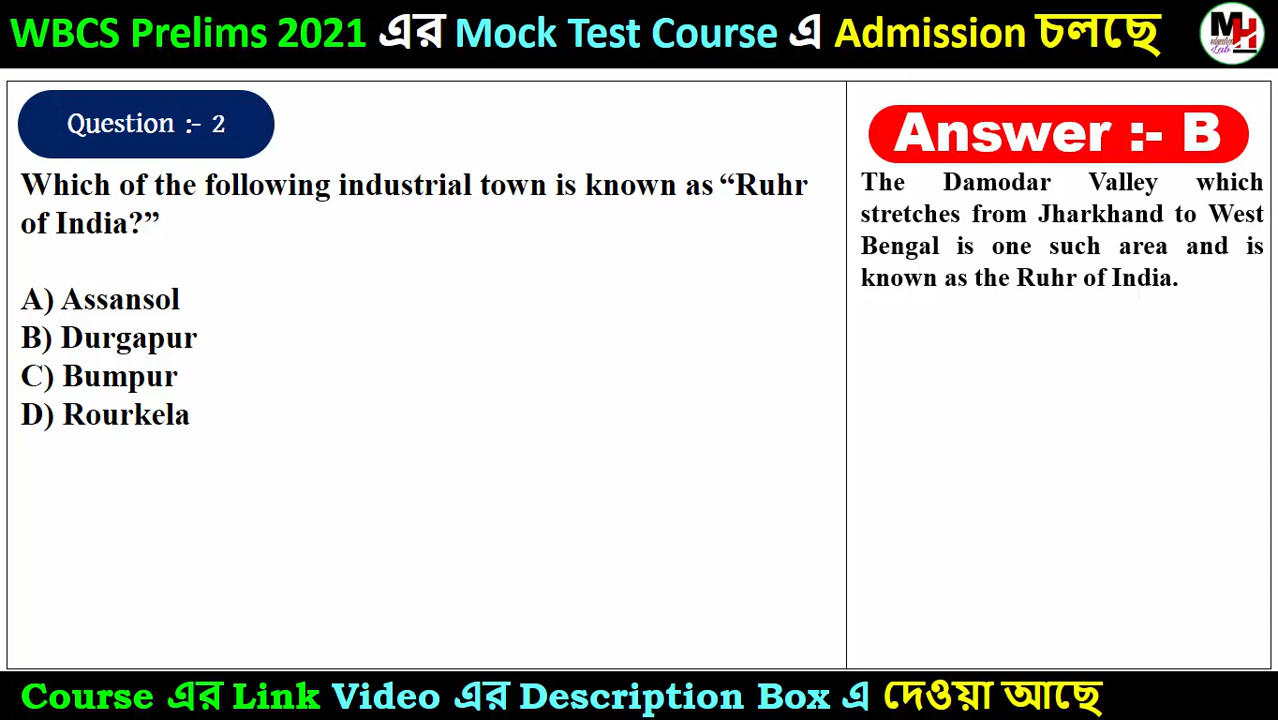 WBCS Prelims 2021 এর Mock Test Course এ Admission চলছে
MH
education
Lab
Question :- 2
Which of the following industrial town is known as “Ruhr
of India?”
A) Assansol
B) Durgapur
C) Bumpur
D) Rourkela
Answer :- B
The Damodar Valley which
stretches from Jharkhand to West
Bengal is one such area and is
known as the Ruhr of India.
Course এর Link Video এর Description Box এ দেওয়া আছে